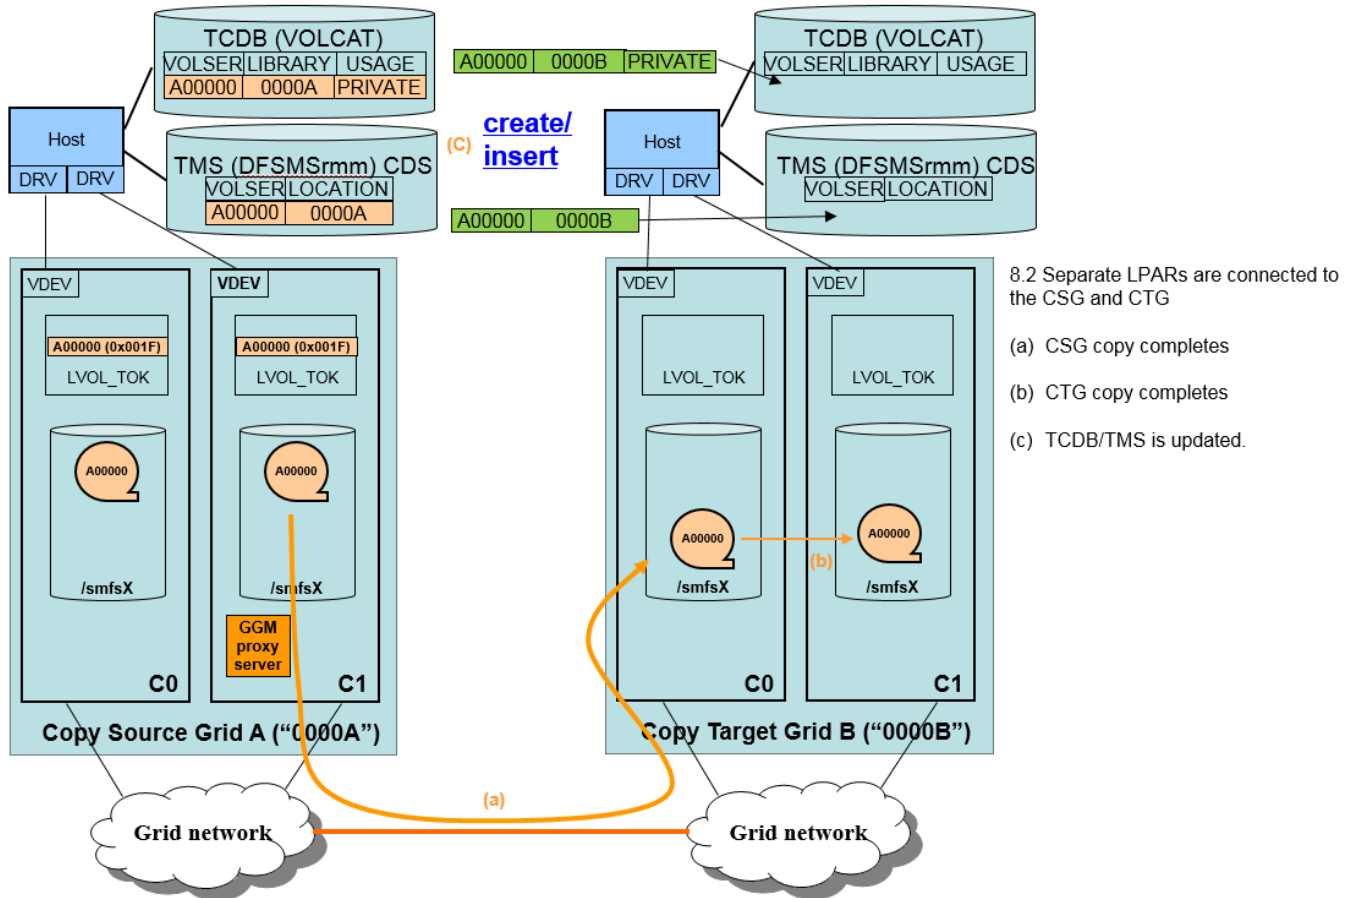 TCDB (VOLCAT)
VOLSER LIBRARY USAGE
A00000 0000A PRIVATE
Host
DRV DRV
TMS (DFSMSrmm) CDS
VOLSER LOCATION
A00000 0000A
A00000 0000B PRIVATE
(C)
create/
insert
A00000 0000B
TCDB (VOLCAT)
VOLSER LIBRARY USAGE
Host
DRV DRV
TMS (DFSMSrmm) CDS
VOLSER LOCATION
VDEV
A00000 (0x001F)
LVOL_TOK
A00000
/smfsX
C0
VDEV
A00000 (0x001F)
LVOL_TOK
A00000
/smfsX
GGM
proxy
server
C1
Copy Source Grid A (“0000A”)
VDEV
LVOL_TOK
A00000
/smfsX
C0
(b)
VDEV
LVOL_TOK
A00000
/smfsX
C1
Copy Target Grid B (“0000B”)
8.2 Separate LPARs are connected to
the CSG and CTG
(a) CSG copy completes
(b) CTG copy completes
(c) TCDB/TMS is updated.
(a)
Grid network
Grid network